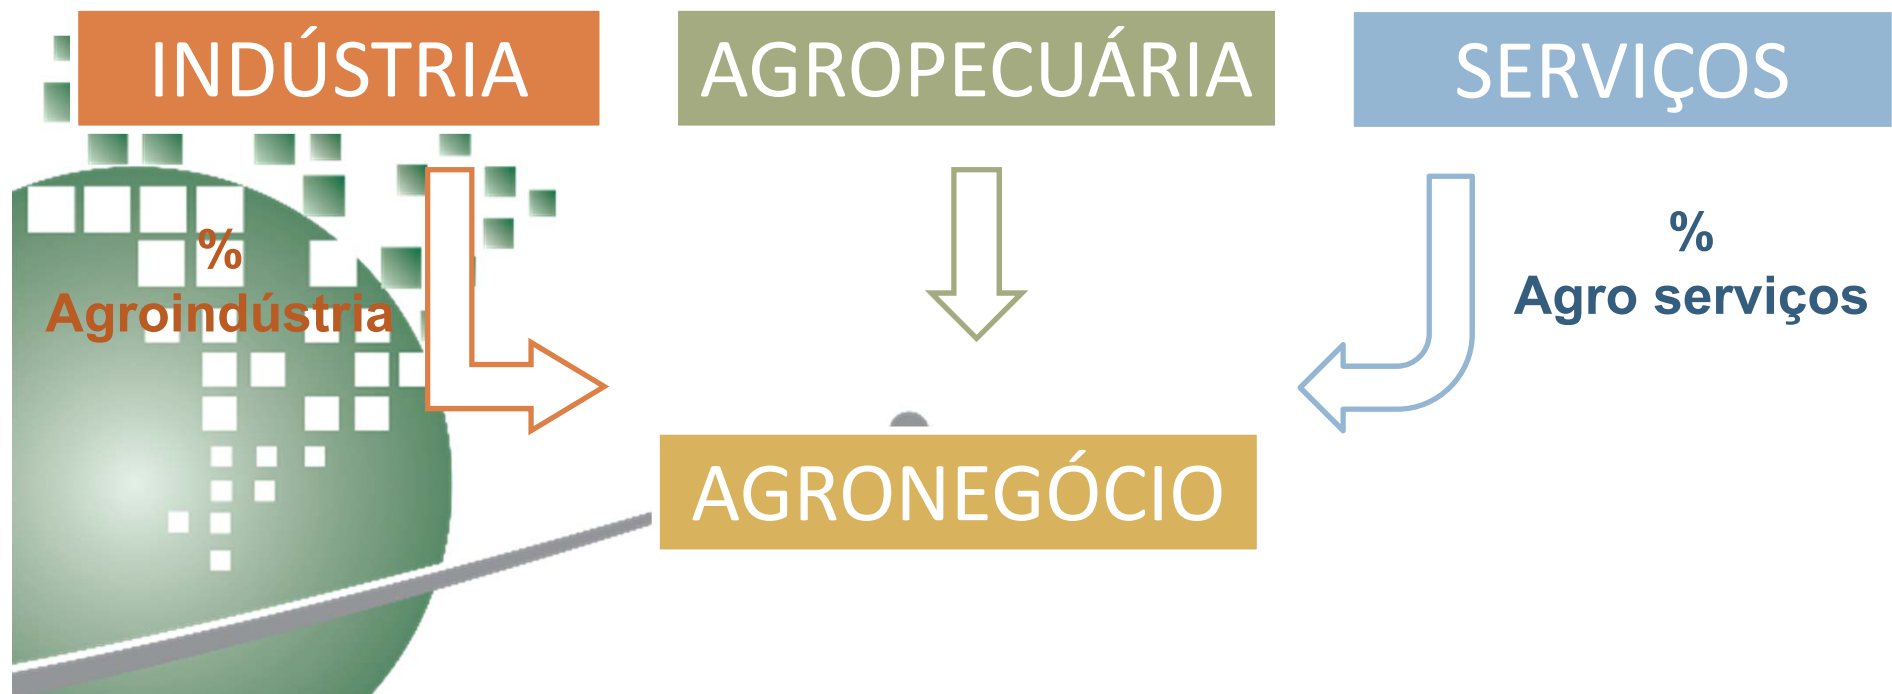 INDÚSTRIA
AGROPECUÁRIA
SERVIÇOS
%
Agroindústria
%
Agro serviços
AGRONEGÓCIO